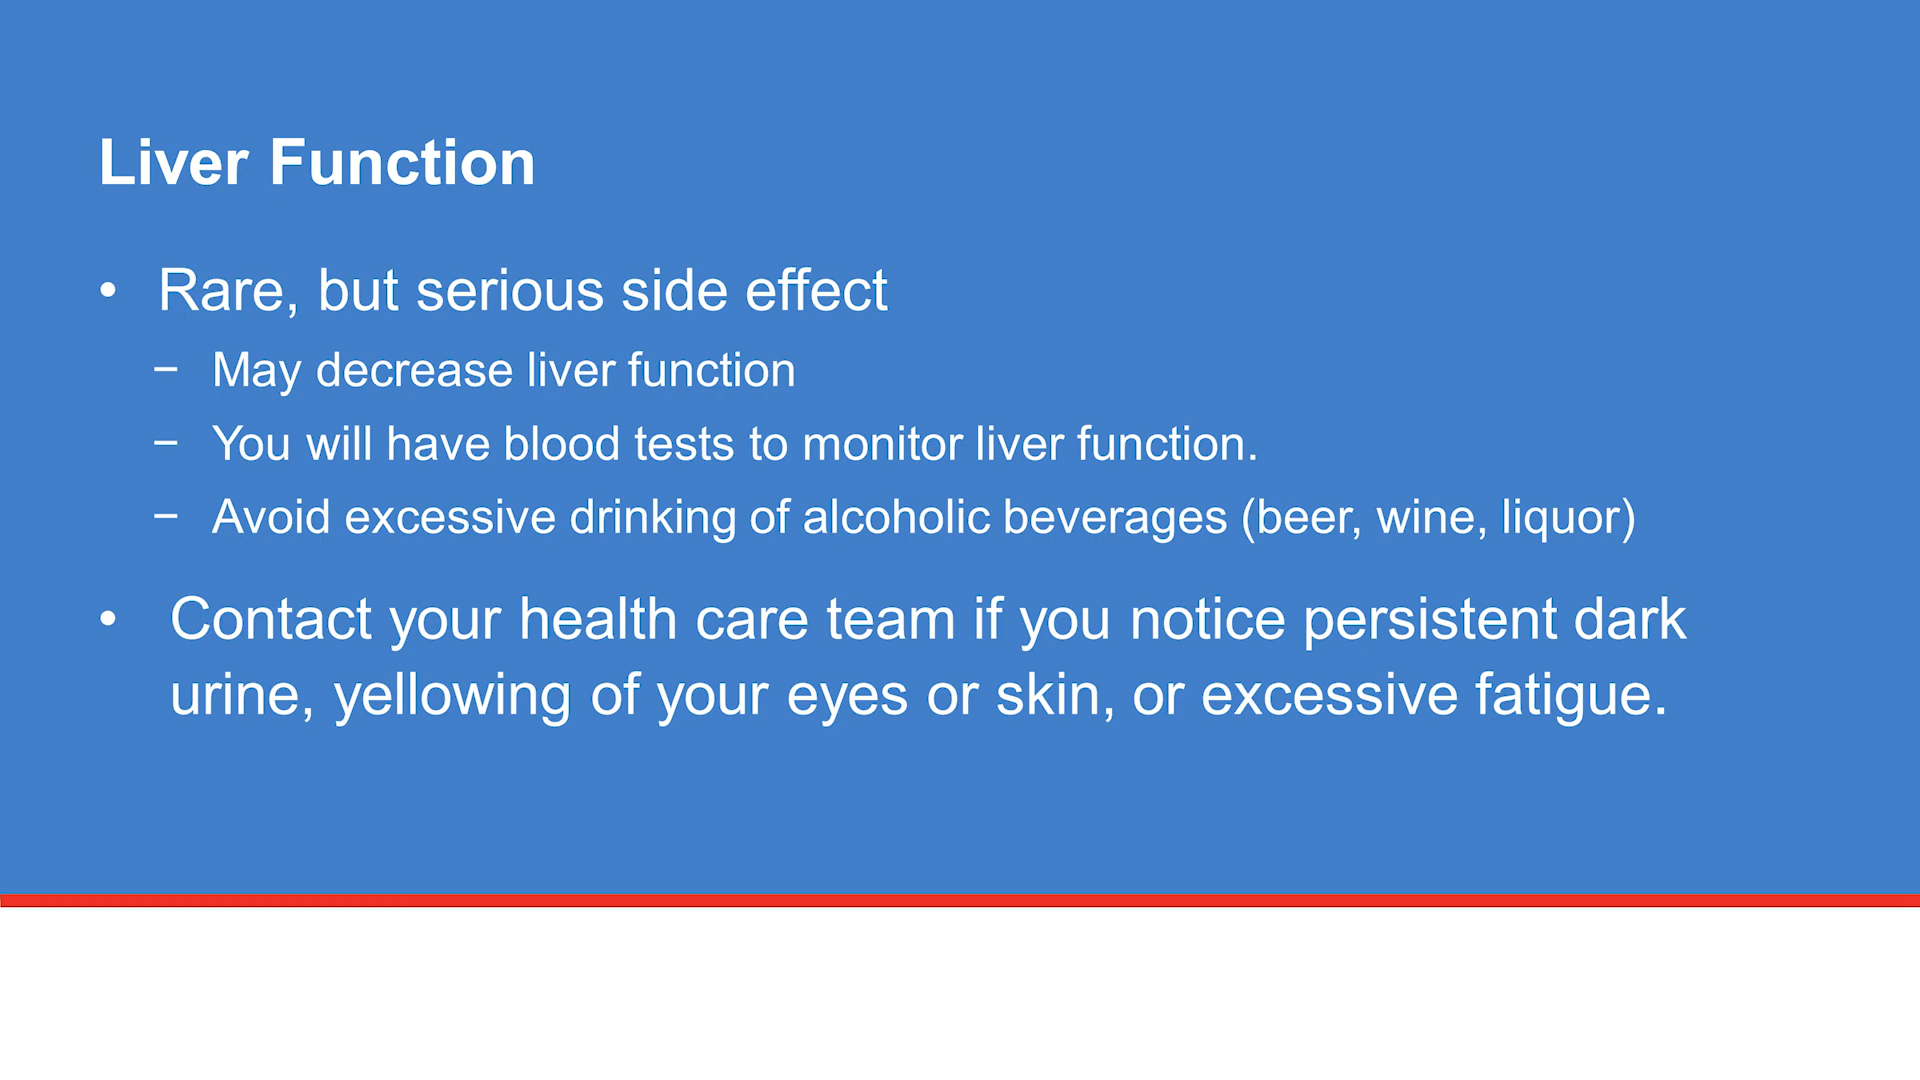 Liver Function
• Rare, but serious side effect
− May decrease liver function
− You will have blood tests to monitor liver function.
− Avoid excessive drinking of alcoholic beverages (beer, wine, liquor)
• Contact your health care team if you notice persistent dark
urine, yellowing of your eyes or skin, or excessive fatigue.